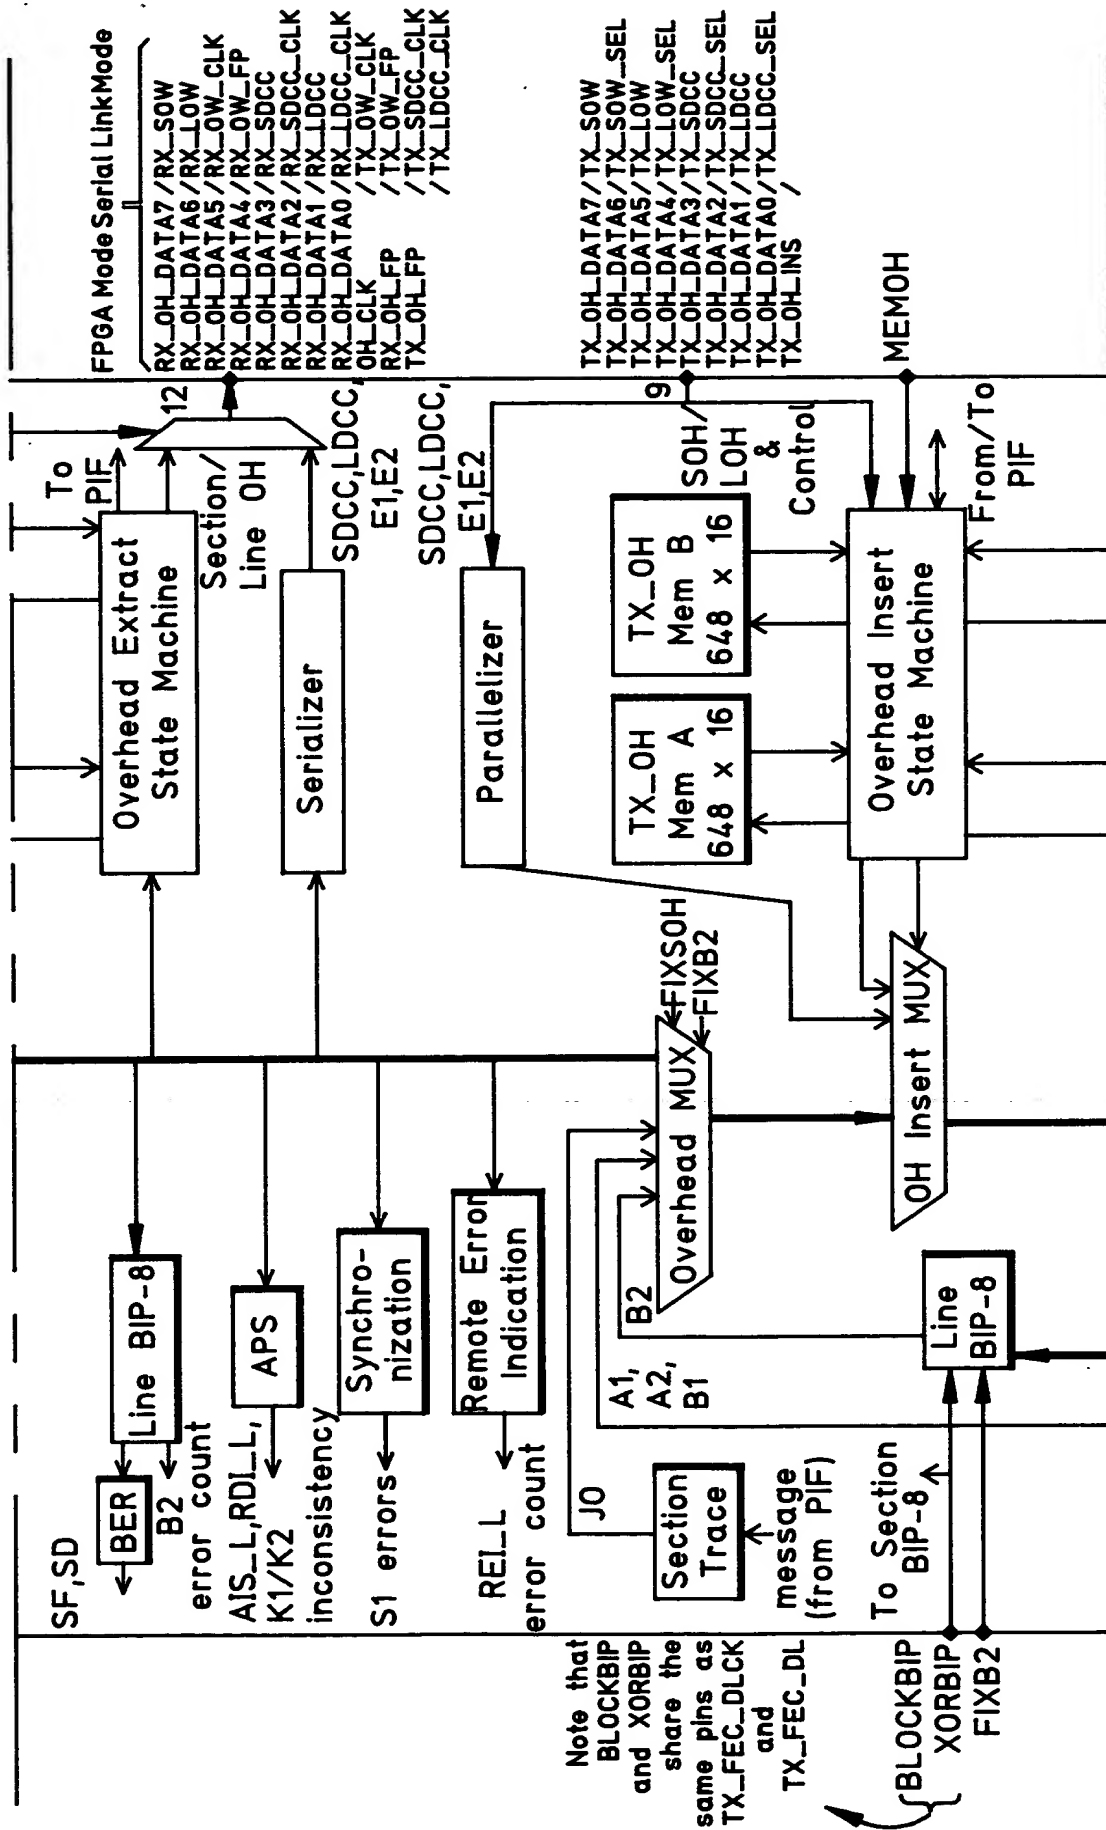 FPGA Mode Serial Link Mode
RX_OH_DATA7/RX_SOW
RX_OH_DATA6/RX_LOW
RX_OH_DATA5/RX_OW_CLK
RX_OH_DATA4/RX_OW_FP
RX_OH_DATA3/RX_SDCC
RX_OH_DATA2/RX_SDCC_CLK
RX_OH_DATA1/RX_LDCC
RX_OH_DATA0/RX_LDCC_CLK
OH_CLK /TX_OW_CLK
RX_OH_FP /TX_OW_FP
TX_OH_FP /TX_SDCC_CLK
/TX_LDCC_CLK
TX_OH_DATA7/TX_SOW
TX_OH_DATA6/TX_SOW_SEL
TX_OH_DATA5/TX_LOW
TX_OH_DATA4/TX_LOW_SEL
TX_OH_DATA3/TX_SDCC
TX_OH_DATA2/TX_SDCC_SEL
TX_OH_DATA1/TX_LDCC
TX_OH_DATA0/TX_LDCC_SEL
TX_OH_INS /
MEMOH
12
To
PIF
Section/
Line OH
SDCC,LDCC,
E1,E2
SDCC,LDCC,
E1,E2
9
SOH/
LOH
&
Control
From/To
PIF
Overhead Extract
State Machine
Serializer
Parallelizer
TX_OH
Mem B
648 x 16
TX_OH
Mem A
648 x 16
Overhead Insert
State Machine
FIXSOH
FIXB2
Overhead MUX
OH Insert MUX
Line BIP-8
BER
SF,SD
B2
error count
APS
AIS_L,RDI_L,
K1/K2
inconsistency
Synchro-
nization
S1 errors
Remote Error
Indication
REI_L
error count
B2
A1,
A2,
B1
J0
Section
Trace
message
(from PIF)
Line
BIP-8
To Section
BIP-8
Note that
BLOCKBIP
and XORBIP
share the
same pins as
TX_FEC_DLCK
and
TX_FEC_DL
BLOCKBIP
XORBIP
FIXB2